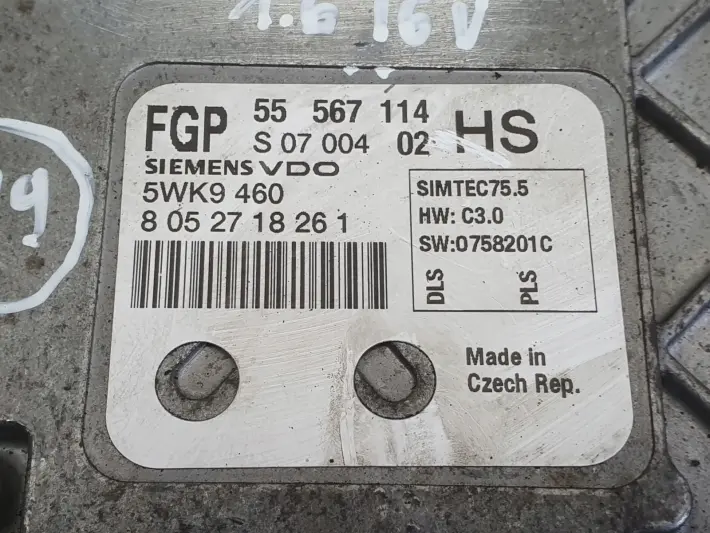 1.6 16V
FGP 55 567 114 HS
S 07 004 02
SIEMENS VDO
5WK9 460
8 05 27 18 26 1
SIMTEC75.5
HW: C3.0
SW:0758201C
DLS PLS
Made in
Czech Rep.